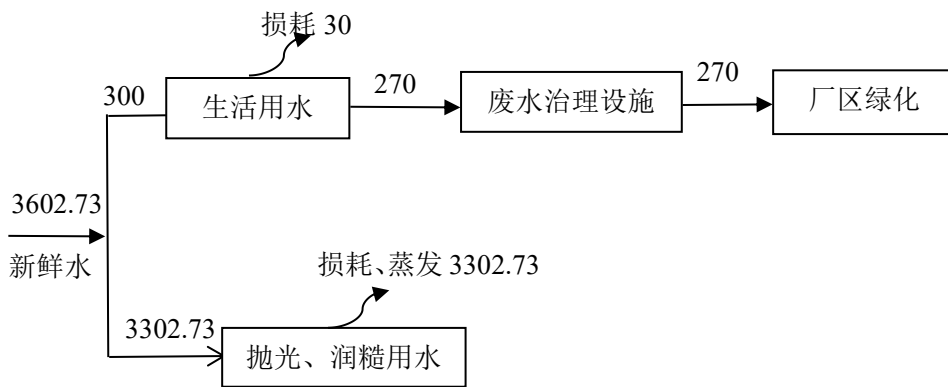 损耗 30
300
生活用水
270
废水治理设施
270
厂区绿化
3602.73
新鲜水
损耗、蒸发 3302.73
3302.73
抛光、润糙用水